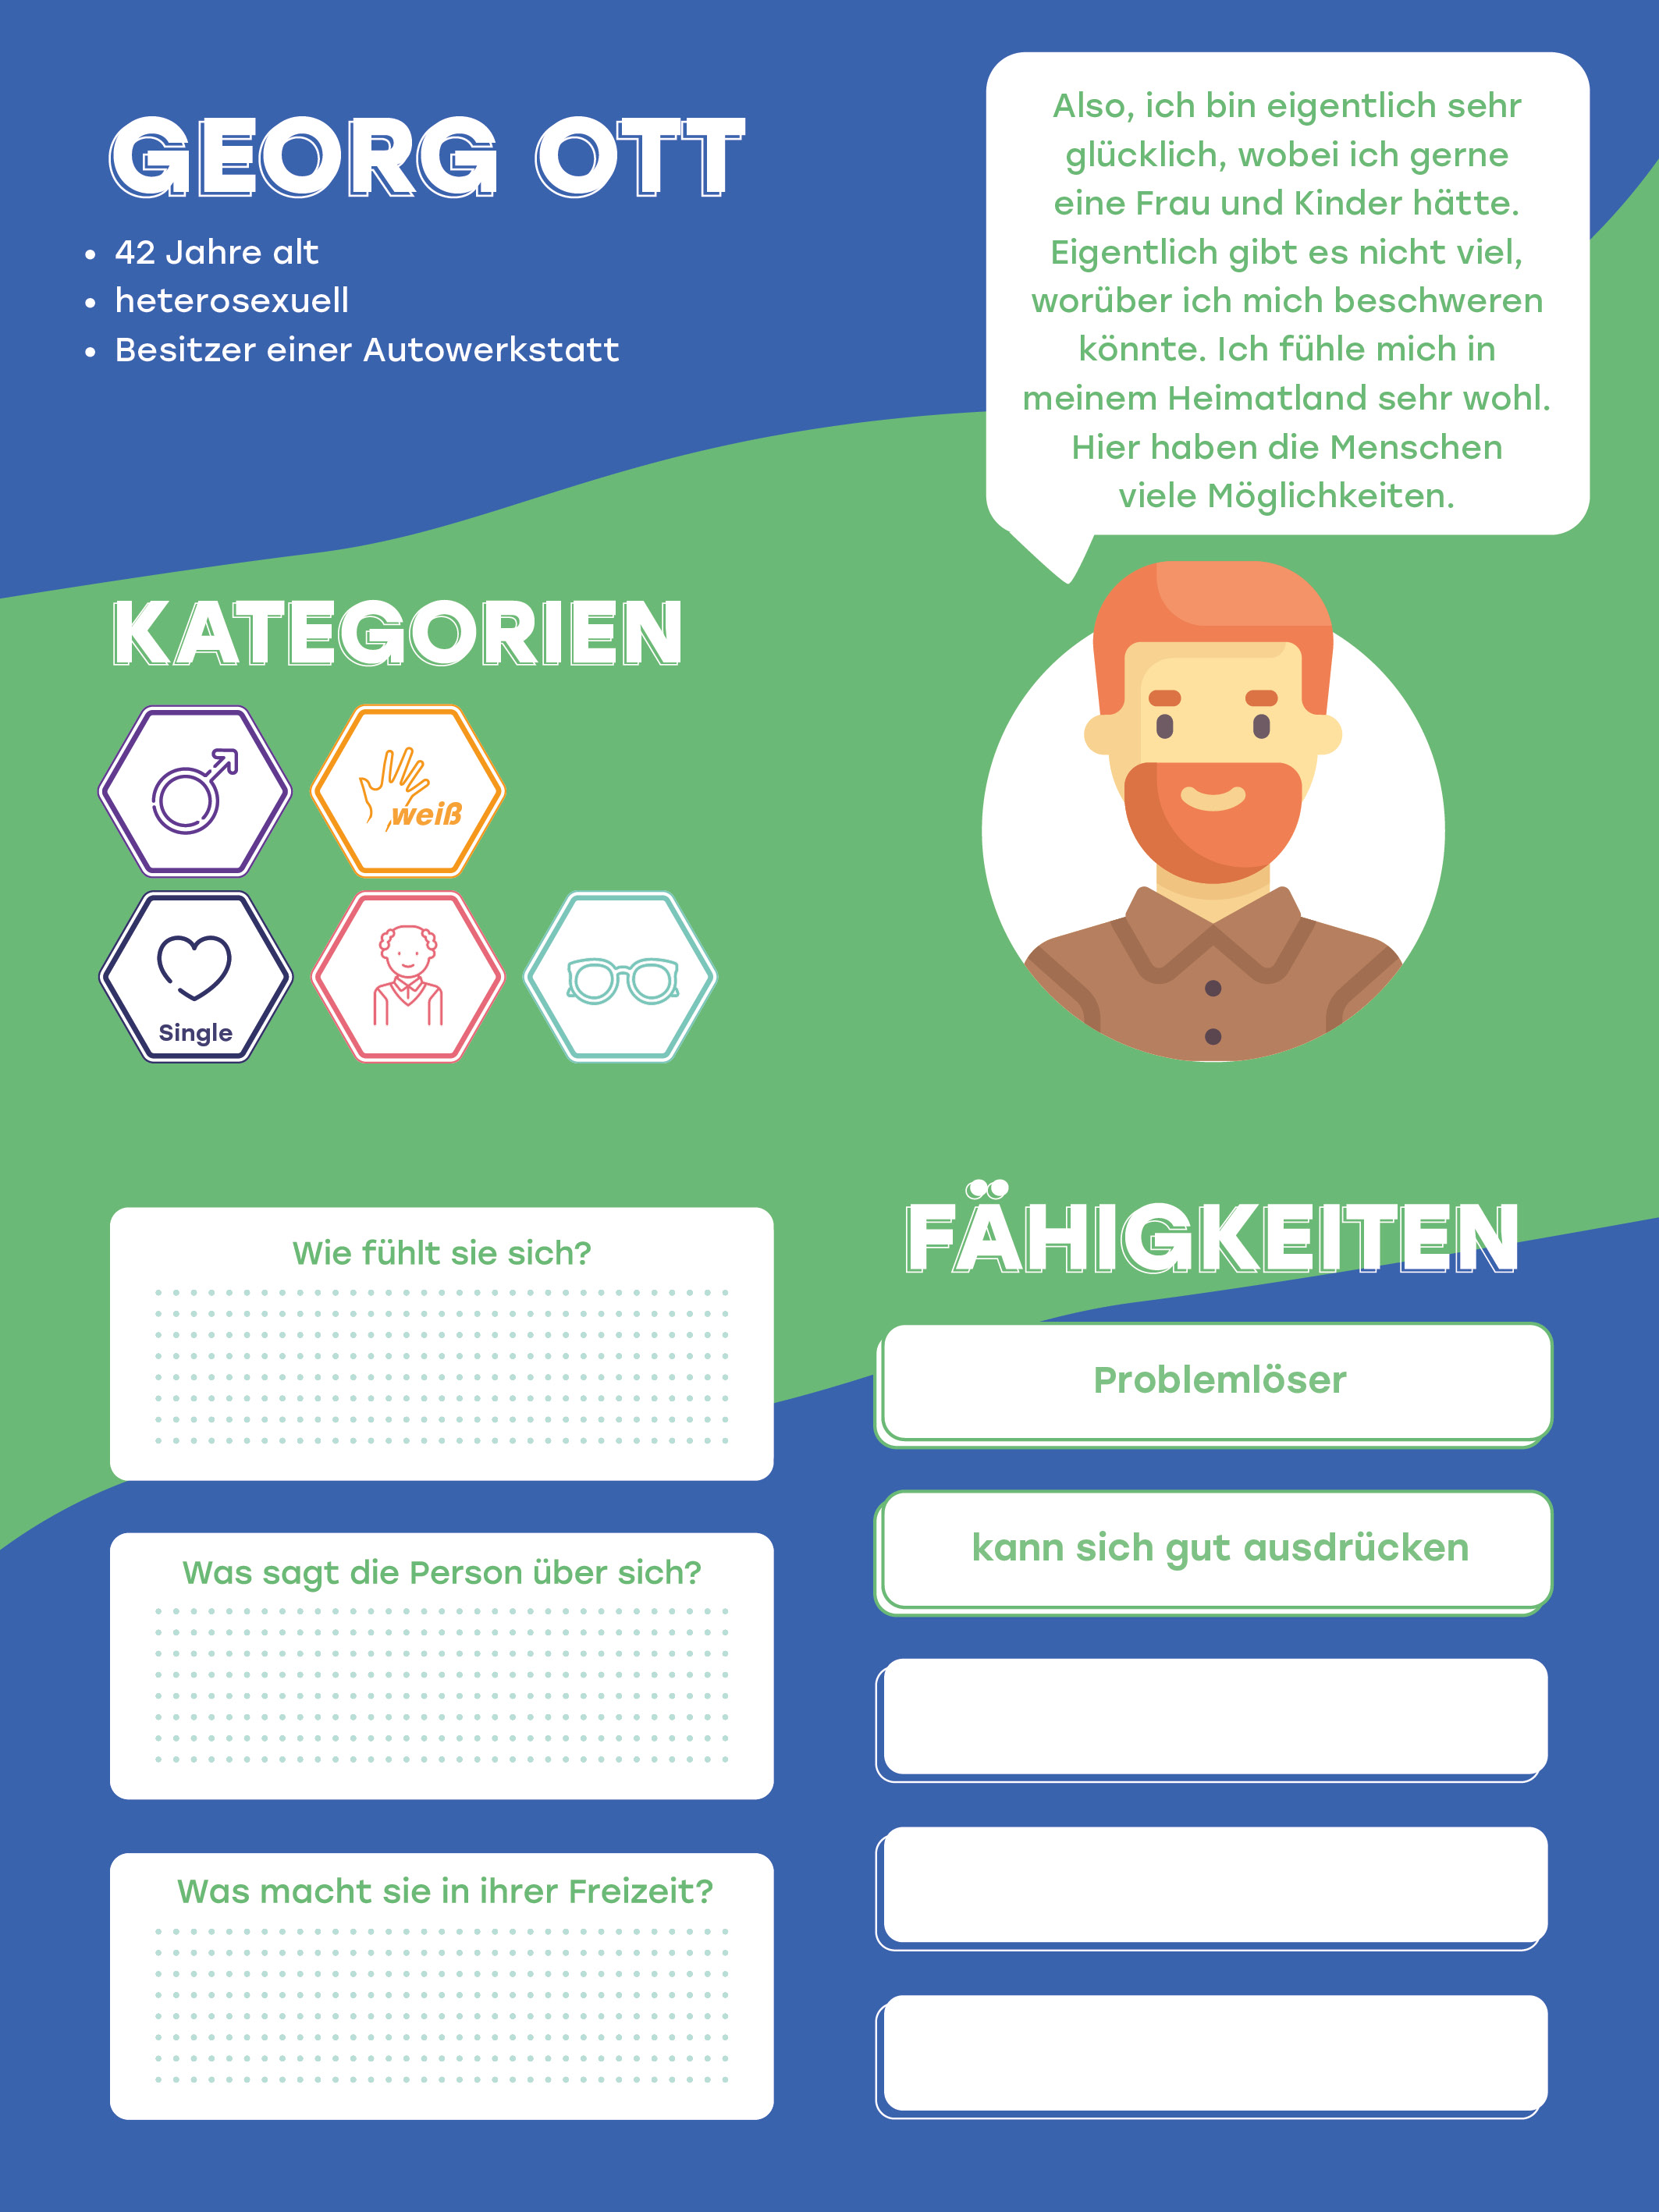 GEORG OTT
• 42 Jahre alt
• heterosexuell
• Besitzer einer Autowerkstatt
Also, ich bin eigentlich sehr
glücklich, wobei ich gerne
eine Frau und Kinder hätte.
Eigentlich gibt es nicht viel,
worüber ich mich beschweren
könnte. Ich fühle mich in
meinem Heimatland sehr wohl.
Hier haben die Menschen
viele Möglichkeiten.
KATEGORIEN
weiß
Single
Wie fühlt sie sich?
Was sagt die Person über sich?
Was macht sie in ihrer Freizeit?
FÄHIGKEITEN
Problemlöser
kann sich gut ausdrücken